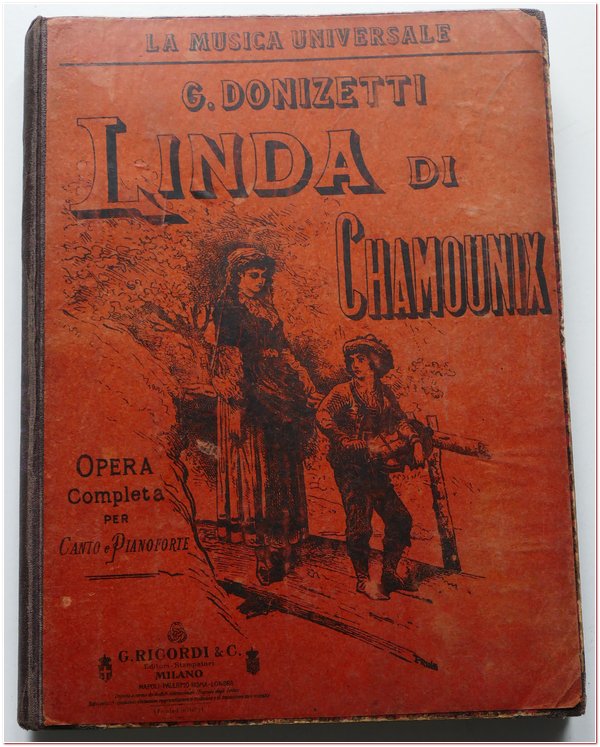 LA MUSICA UNIVERSALE
G. DONIZETTI
LINDA DI
CHAMOUNIX
OPERA
Completa
PER
CANTO e PIANOFORTE
G. RICORDI & C.
Editori-Stampatori
MILANO
NAPOLI-PALERMO-ROMA-LONDRA